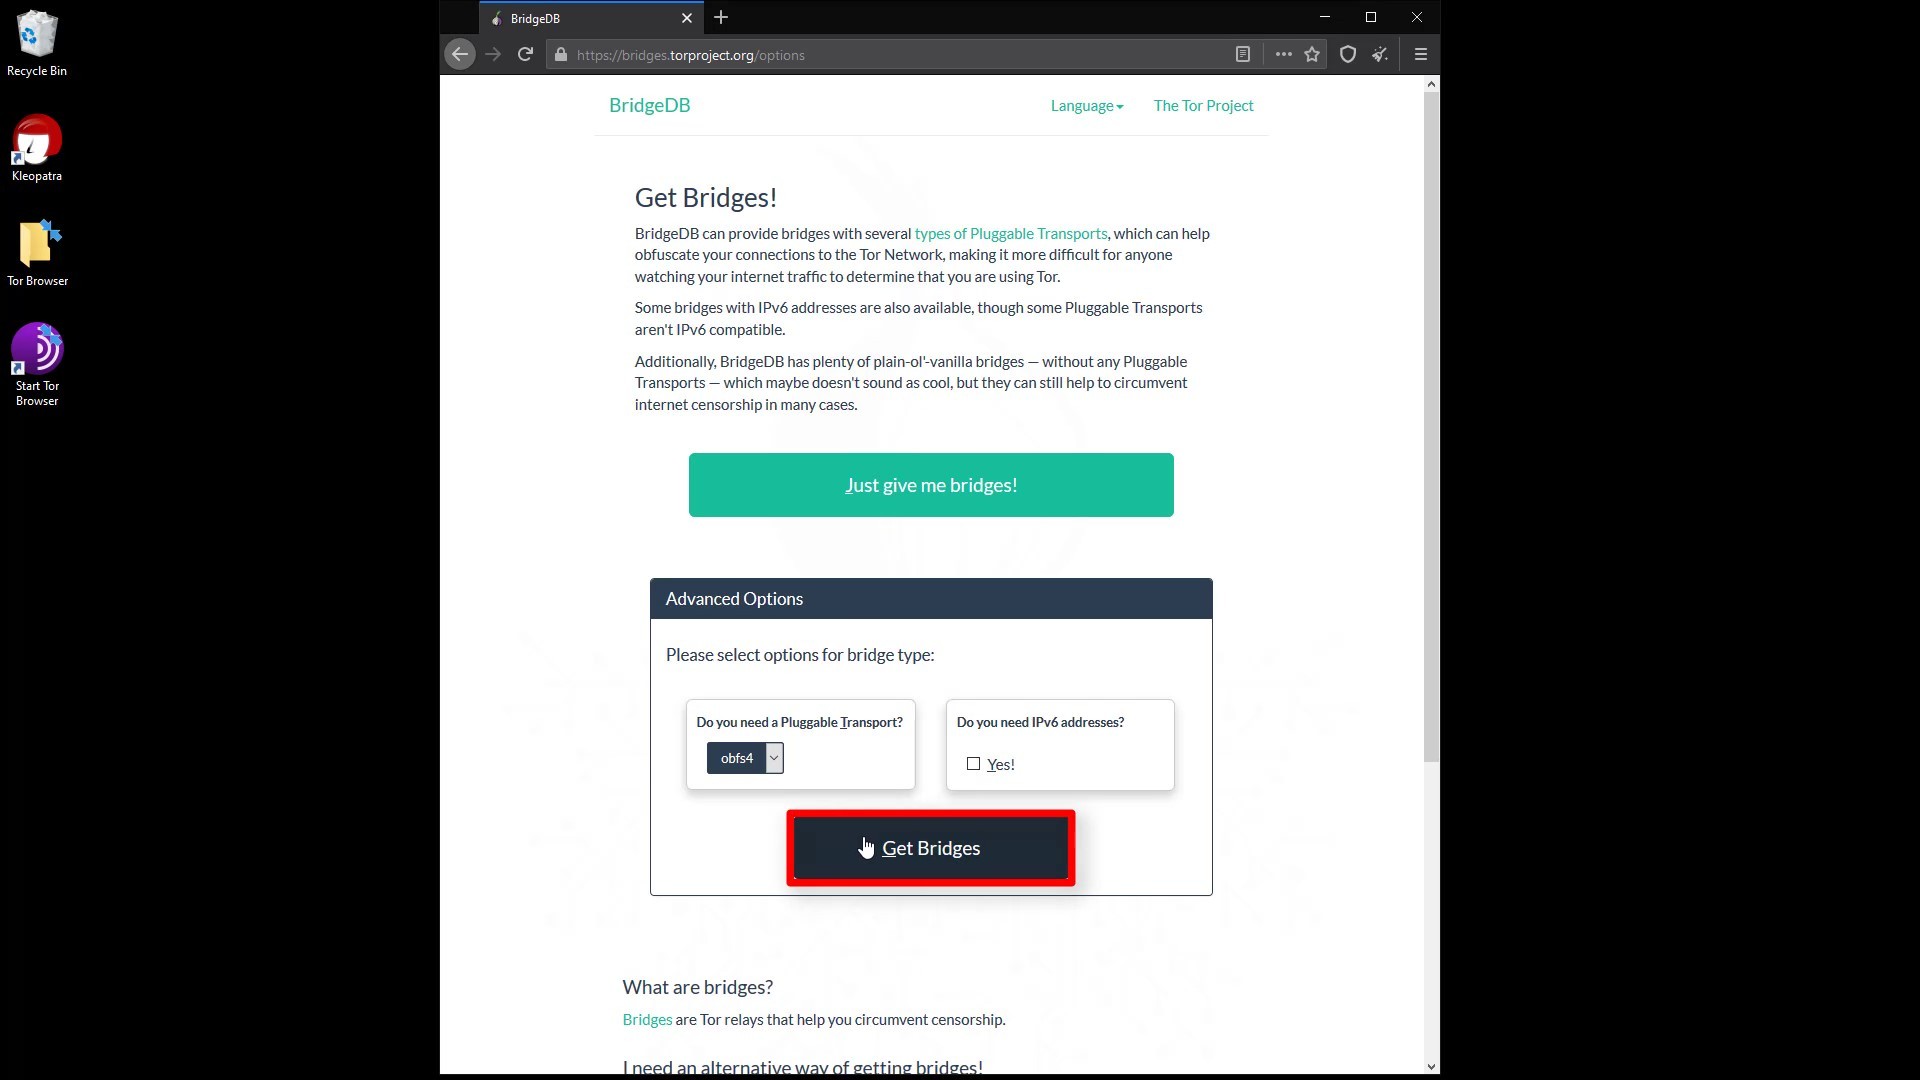 Recycle Bin
Kleopatra
Tor Browser
Start Tor
Browser
BridgeDB
https://bridges.torproject.org/options
BridgeDB
Language
The Tor Project
Get Bridges!
BridgeDB can provide bridges with several types of Pluggable Transports, which can help
obfuscate your connections to the Tor Network, making it more difficult for anyone
watching your internet traffic to determine that you are using Tor.
Some bridges with IPv6 addresses are also available, though some Pluggable Transports
aren't IPv6 compatible.
Additionally, BridgeDB has plenty of plain-ol'-vanilla bridges — without any Pluggable
Transports — which maybe doesn't sound as cool, but they can still help to circumvent
internet censorship in many cases.
Just give me bridges!
Advanced Options
Please select options for bridge type:
Do you need a Pluggable Transport?
obfs4
Do you need IPv6 addresses?
Yes!
Get Bridges
What are bridges?
Bridges are Tor relays that help you circumvent censorship.
I need an alternative way of getting bridges!